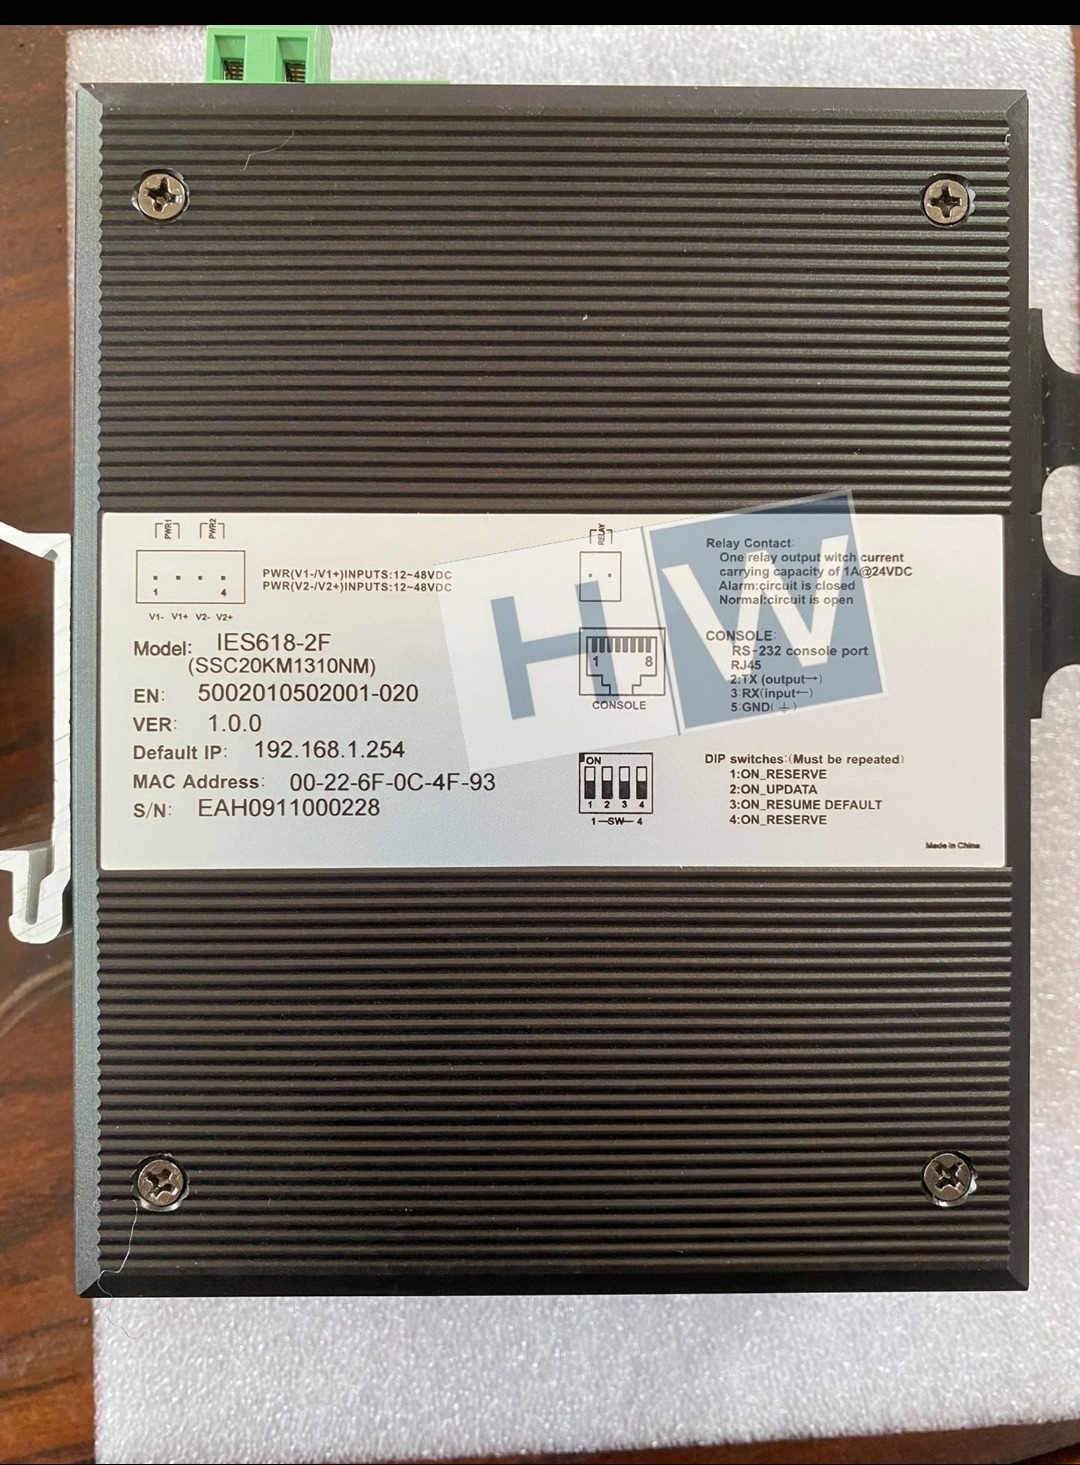 PWR1 PWR2
1 4
V1- V1+ V2- V2+
PWR(V1-/V1+)INPUTS:12~48VDC
PWR(V2-/V2+)INPUTS:12~48VDC
Model: IES618-2F
(SSC20KM1310NM)
EN: 5002010502001-020
VER: 1.0.0
Default IP: 192.168.1.254
MAC Address: 00-22-6F-0C-4F-93
S/N: EAH0911000228
RELAY
1 8
CONSOLE
ON
1 2 3 4
1—SW—4
HW
Relay Contact:
One relay output witch current
carrying capacity of 1A@24VDC
Alarm:circuit is closed
Normal:circuit is open
CONSOLE:
RS-232 console port
RJ45
2:TX (output→)
3:RX(input←)
5:GND(⏚)
DIP switches:(Must be repeated)
1:ON_RESERVE
2:ON_UPDATA
3:ON_RESUME DEFAULT
4:ON_RESERVE
Made in China